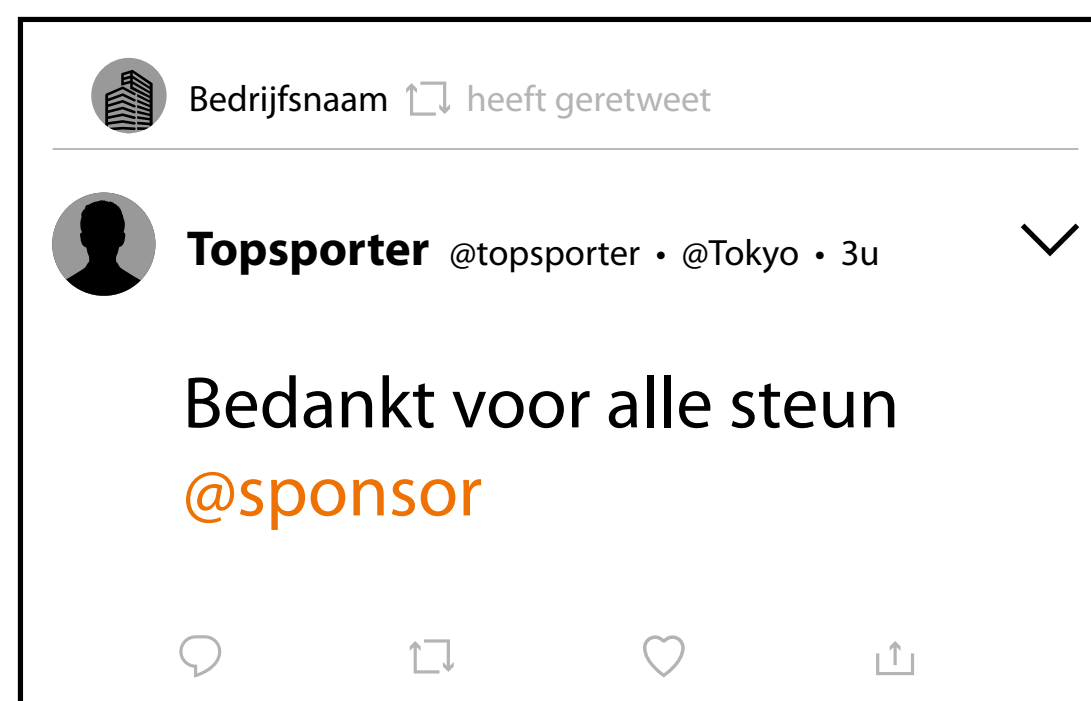 Bedrijfsnaam heeft geretweet
Topsporter @topsporter • @Tokyo • 3u
Bedankt voor alle steun
@sponsor